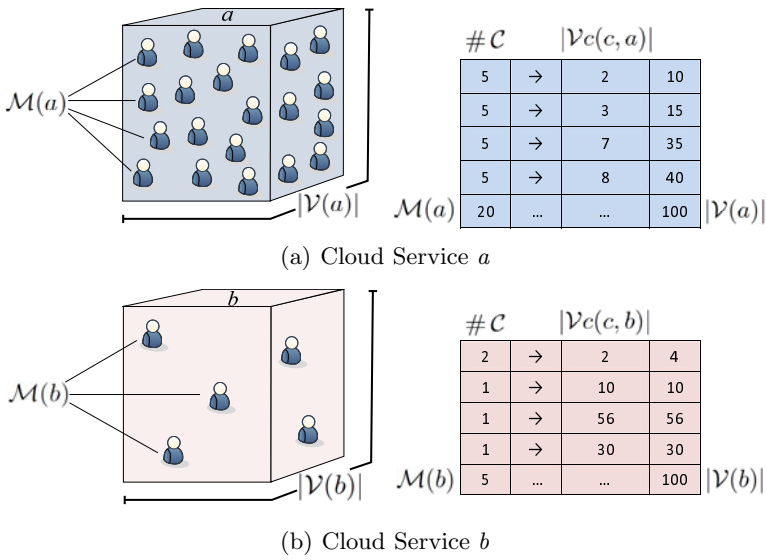 a
# C |Vc(c, a)|
5 → 2 10
5 → 3 15
M(a)
5 → 7 35
5 → 8 40
|V(a)|
M(a) 20 ... ... 100 |V(a)|
(a) Cloud Service a
b
# C |Vc(c, b)|
2 → 2 4
1 → 10 10
M(b)
1 → 56 56
1 → 30 30
|V(b)|
M(b) 5 ... ... 100 |V(b)|
(b) Cloud Service b